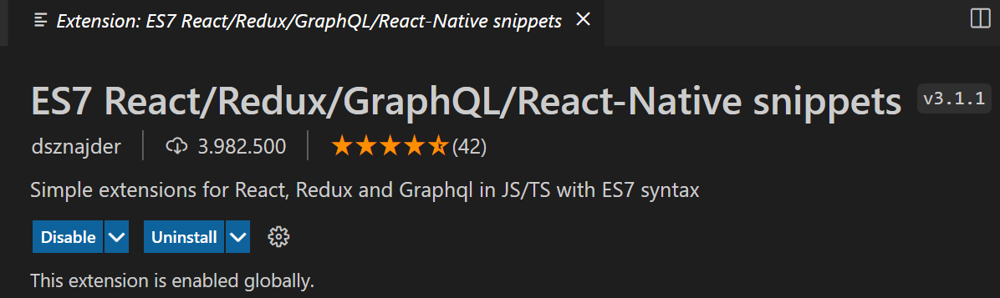 Extension: ES7 React/Redux/GraphQL/React-Native snippets
ES7 React/Redux/GraphQL/React-Native snippets v3.1.1
dsznajder 3.982.500 (42)
Simple extensions for React, Redux and Graphql in JS/TS with ES7 syntax
Disable Uninstall
This extension is enabled globally.